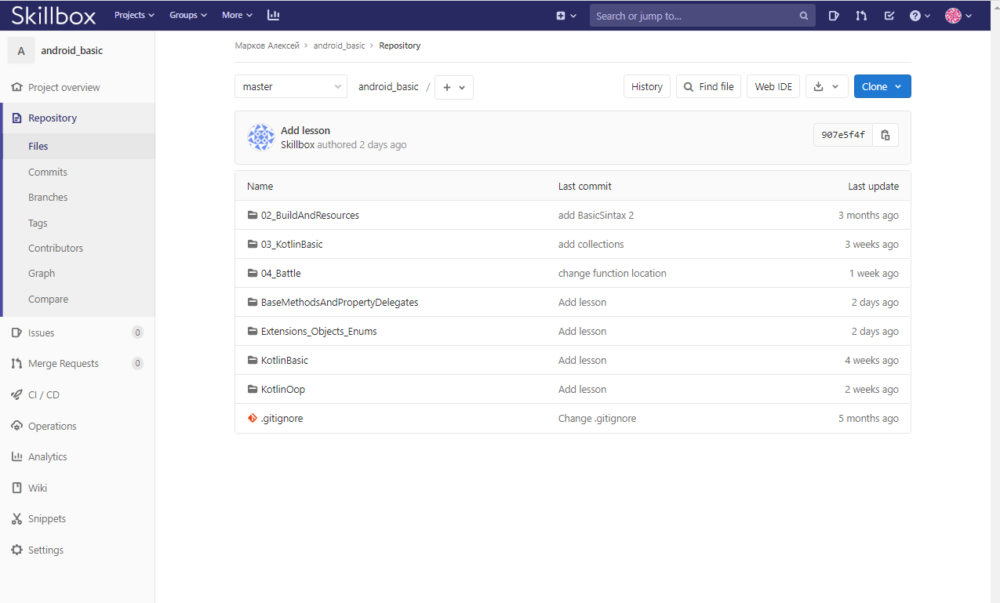 Skillbox Projects Groups More Search or jump to...
A android_basic
Project overview
Repository
Files
Commits
Branches
Tags
Contributors
Graph
Compare
Issues 0
Merge Requests 0
CI / CD
Operations
Analytics
Wiki
Snippets
Settings
Марков Алексей > android_basic > Repository
master android_basic / + History Find file Web IDE Clone
Add lesson
Skillbox authored 2 days ago 907e5f4f
Name Last commit Last update
02_BuildAndResources add BasicSintax 2 3 months ago
03_KotlinBasic add collections 3 weeks ago
04_Battle change function location 1 week ago
BaseMethodsAndPropertyDelegates Add lesson 2 days ago
Extensions_Objects_Enums Add lesson 2 days ago
KotlinBasic Add lesson 4 weeks ago
KotlinOop Add lesson 2 weeks ago
.gitignore Change .gitignore 5 months ago